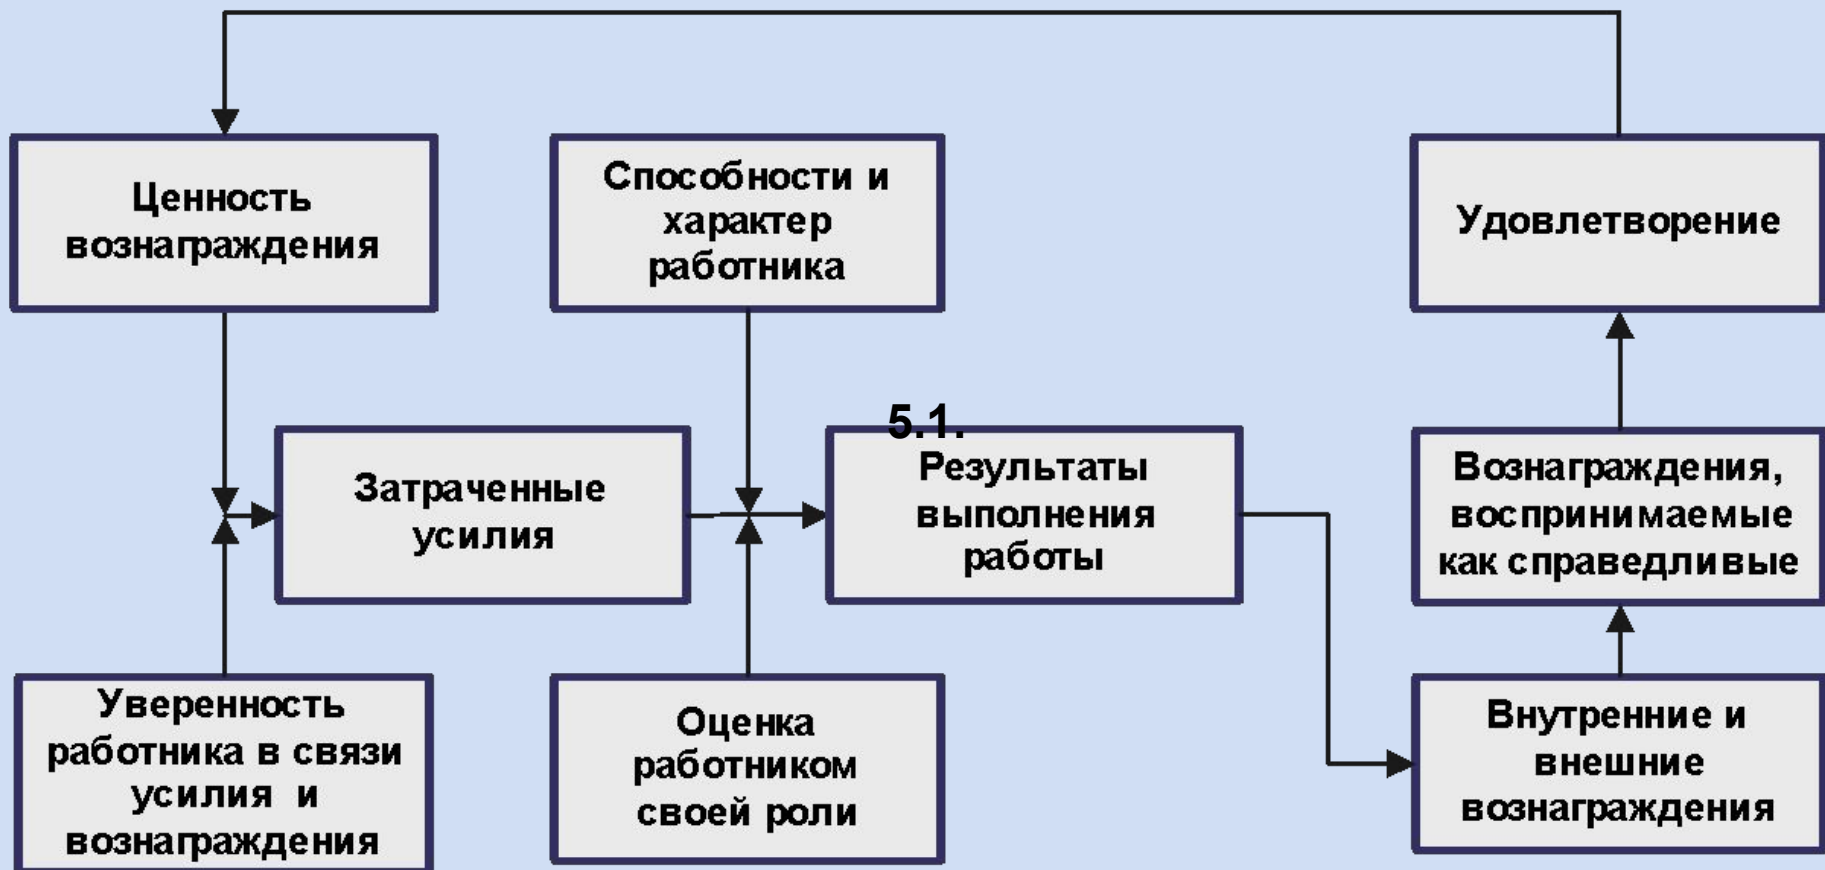 Ценность
вознаграждения
Способности и
характер
работника
Удовлетворение
Затраченные
усилия
5.1.
Результаты
выполнения
работы
Вознаграждения,
воспринимаемые
как справедливые
Уверенность
работника в связи
усилия и
вознаграждения
Оценка
работником
своей роли
Внутренние и
внешние
вознаграждения